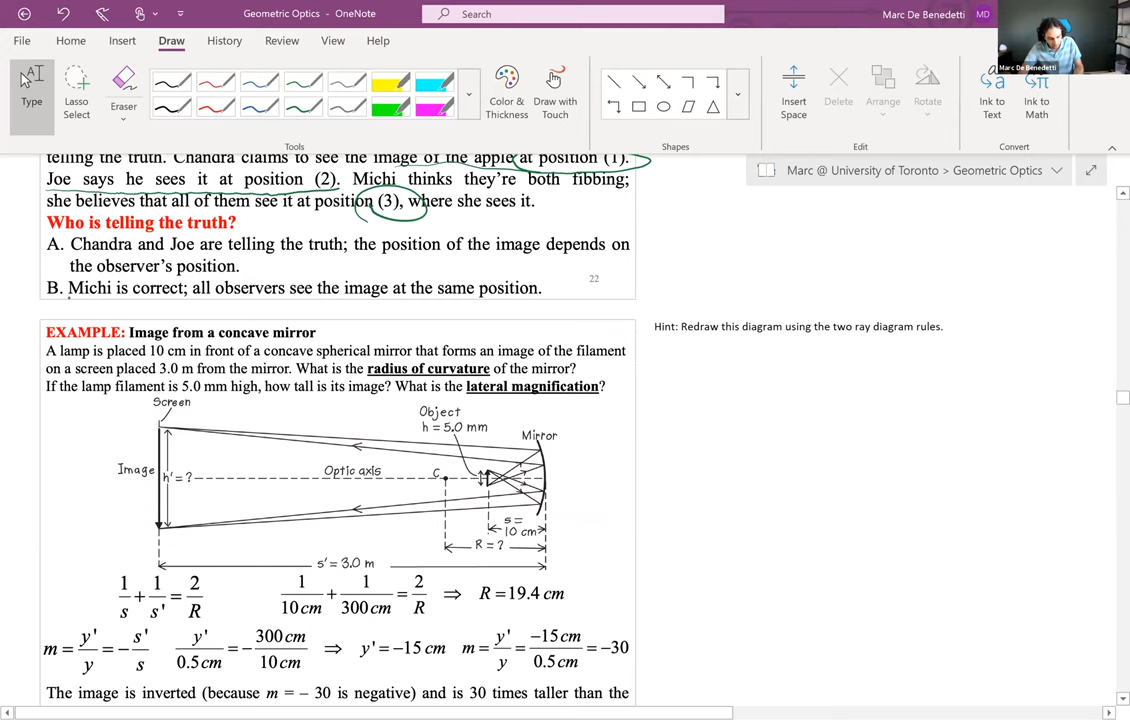 Geometric Optics - OneNote
Search
Marc De Benedetti
MD
File
Home
Insert
Draw
History
Review
View
Help
Marc De Benedetti
Type
Lasso
Select
Eraser
Color &
Thickness
Draw with
Touch
Insert
Space
Delete
Arrange
Rotate
Ink to
Text
Ink to
Math
Tools
Shapes
Edit
Convert
Marc @ University of Toronto > Geometric Optics
telling the truth. Chandra claims to see the image of the apple at position (1).
Joe says he sees it at position (2). Michi thinks they're both fibbing;
she believes that all of them see it at position (3), where she sees it.
Who is telling the truth?
A. Chandra and Joe are telling the truth; the position of the image depends on
the observer's position.
B. Michi is correct; all observers see the image at the same position.
22
EXAMPLE: Image from a concave mirror
Hint: Redraw this diagram using the two ray diagram rules.
A lamp is placed 10 cm in front of a concave spherical mirror that forms an image of the filament
on a screen placed 3.0 m from the mirror. What is the radius of curvature of the mirror?
If the lamp filament is 5.0 mm high, how tall is its image? What is the lateral magnification?
Screen
Object
h = 5.0 mm
Mirror
Image
h' = ?
Optic axis
C
s =
10 cm
R = ?
s' = 3.0 m
1/s + 1/s' = 2/R    1/10 cm + 1/300 cm = 2/R ⇒ R = 19.4 cm
m = y'/y = - s'/s    y'/0.5 cm = - 300 cm/10 cm ⇒ y' = -15 cm    m = y'/y = -15 cm/0.5 cm = -30
The image is inverted (because m = – 30 is negative) and is 30 times taller than the